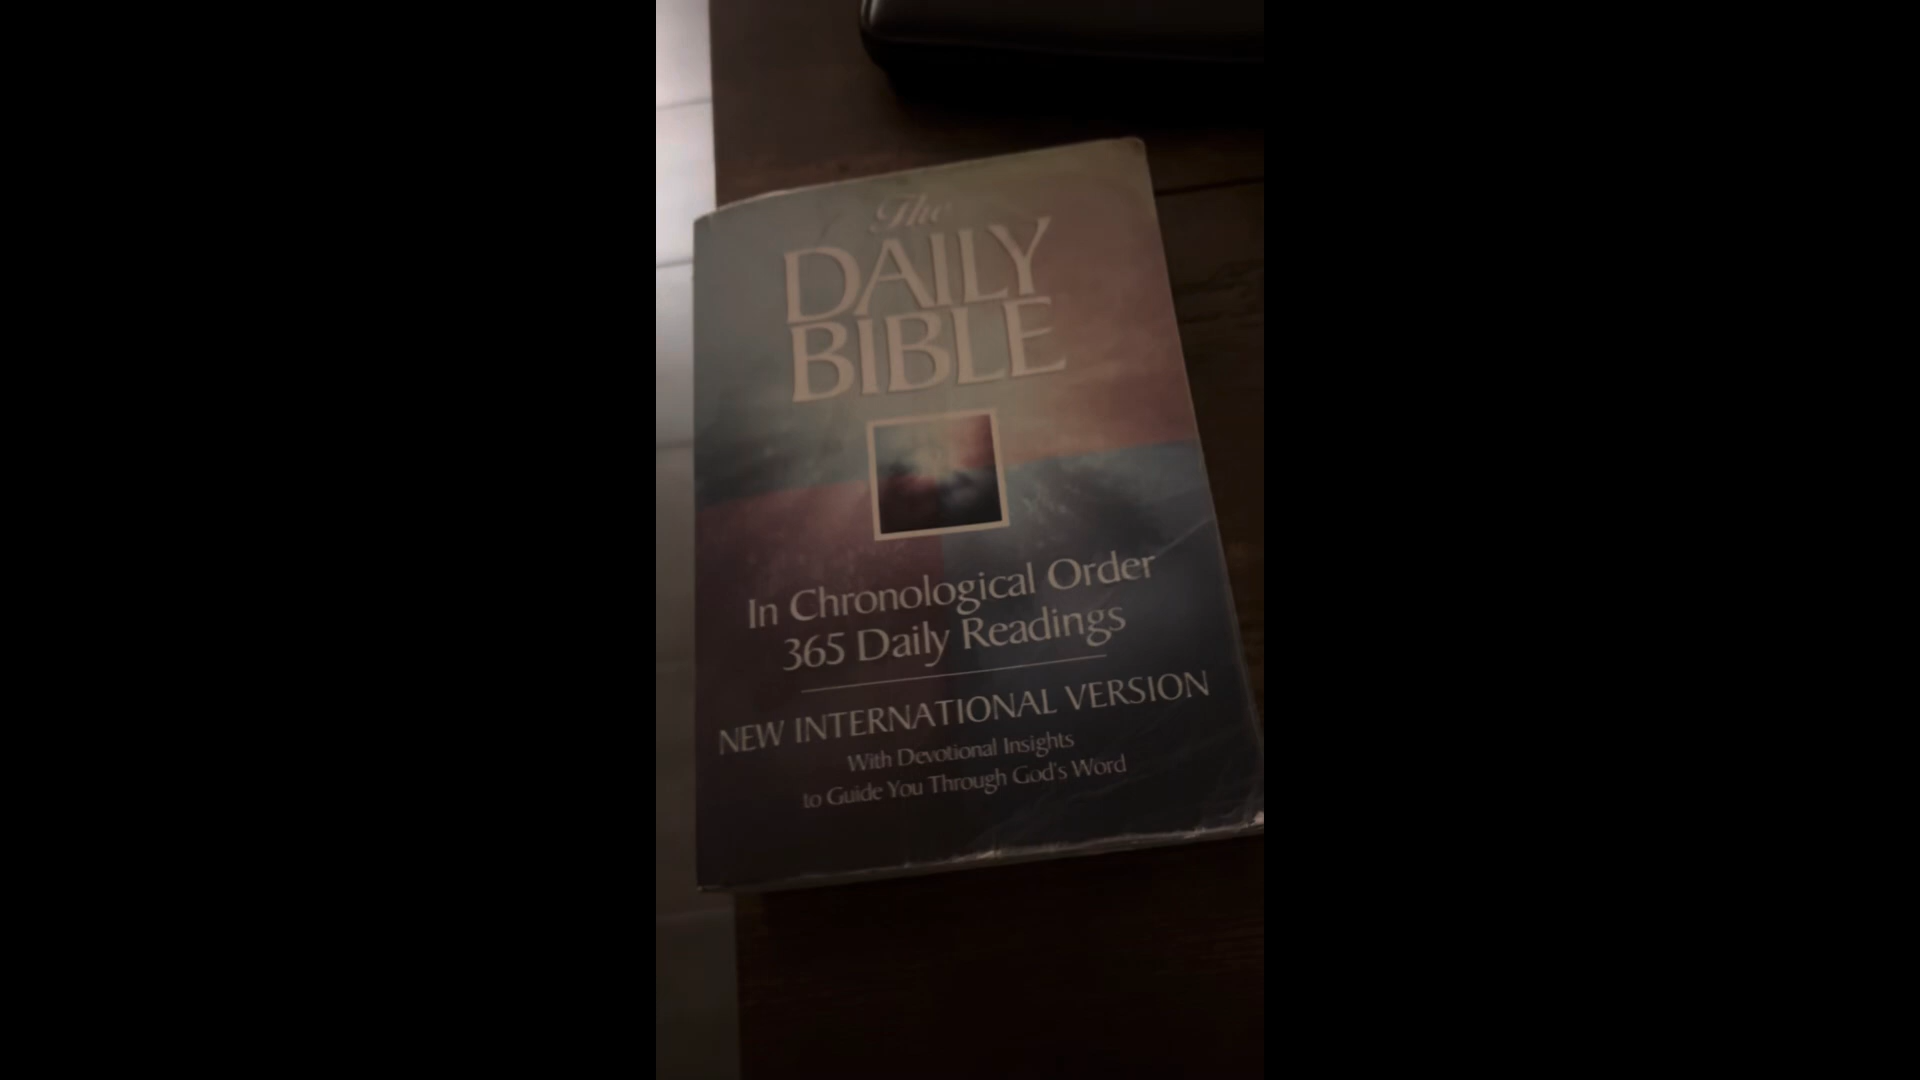 The
DAILY
BIBLE
In Chronological Order
365 Daily Readings
NEW INTERNATIONAL VERSION
With Devotional Insights
to Guide You Through God's Word